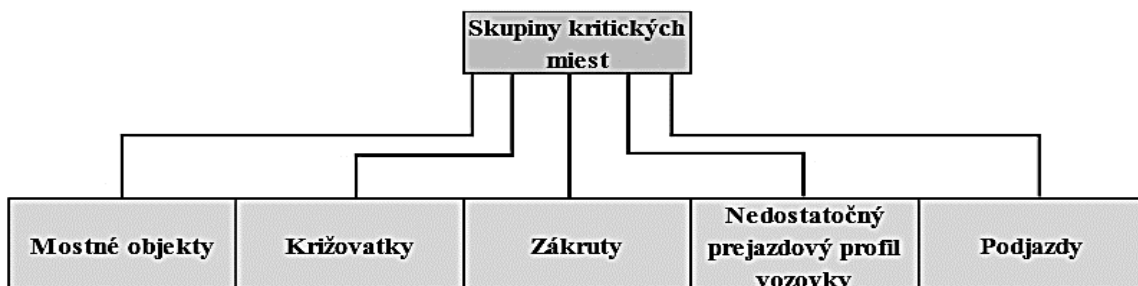 Skupiny kritických
miest
Mostné objekty
Križovatky
Zákruty
Nedostatočný
prejazdový profil
vozovky
Podjazdy